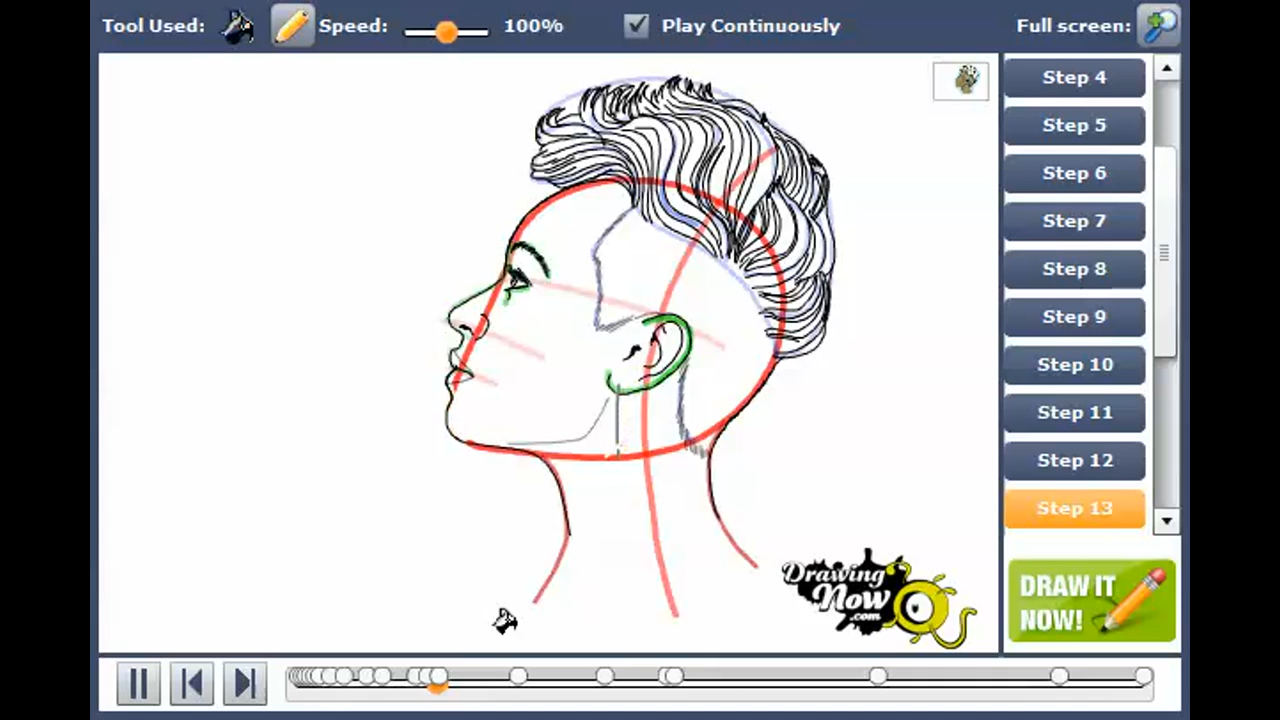 Tool Used:
Speed:
100%
Play Continuously
Full screen:
Step 4
Step 5
Step 6
Step 7
Step 8
Step 9
Step 10
Step 11
Step 12
Step 13
Drawing
Now
.com
DRAW IT
NOW!